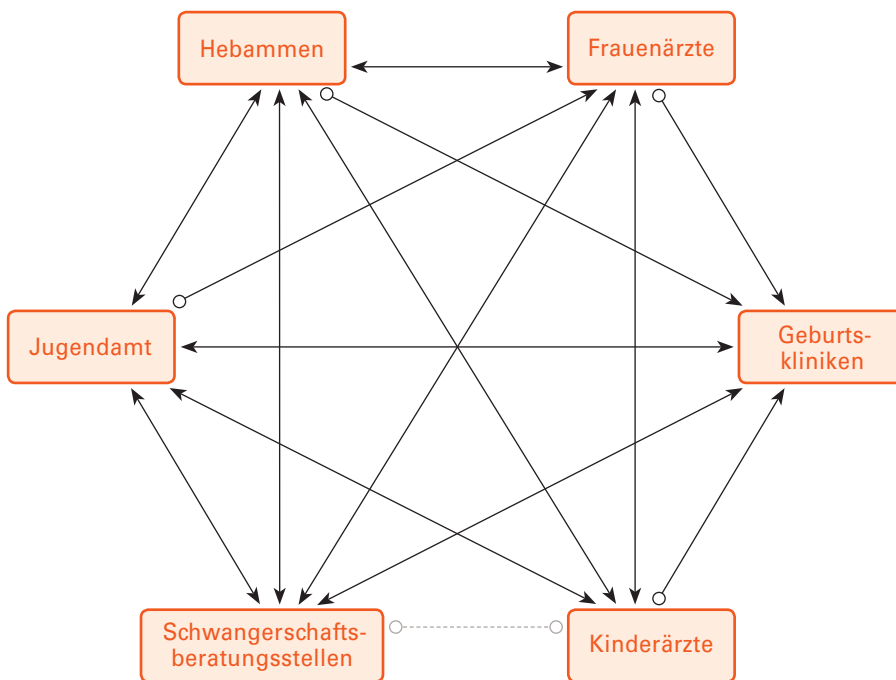 Hebammen
Frauenärzte
Jugendamt
Geburts-
kliniken
Schwangerschafts-
beratungsstellen
Kinderärzte